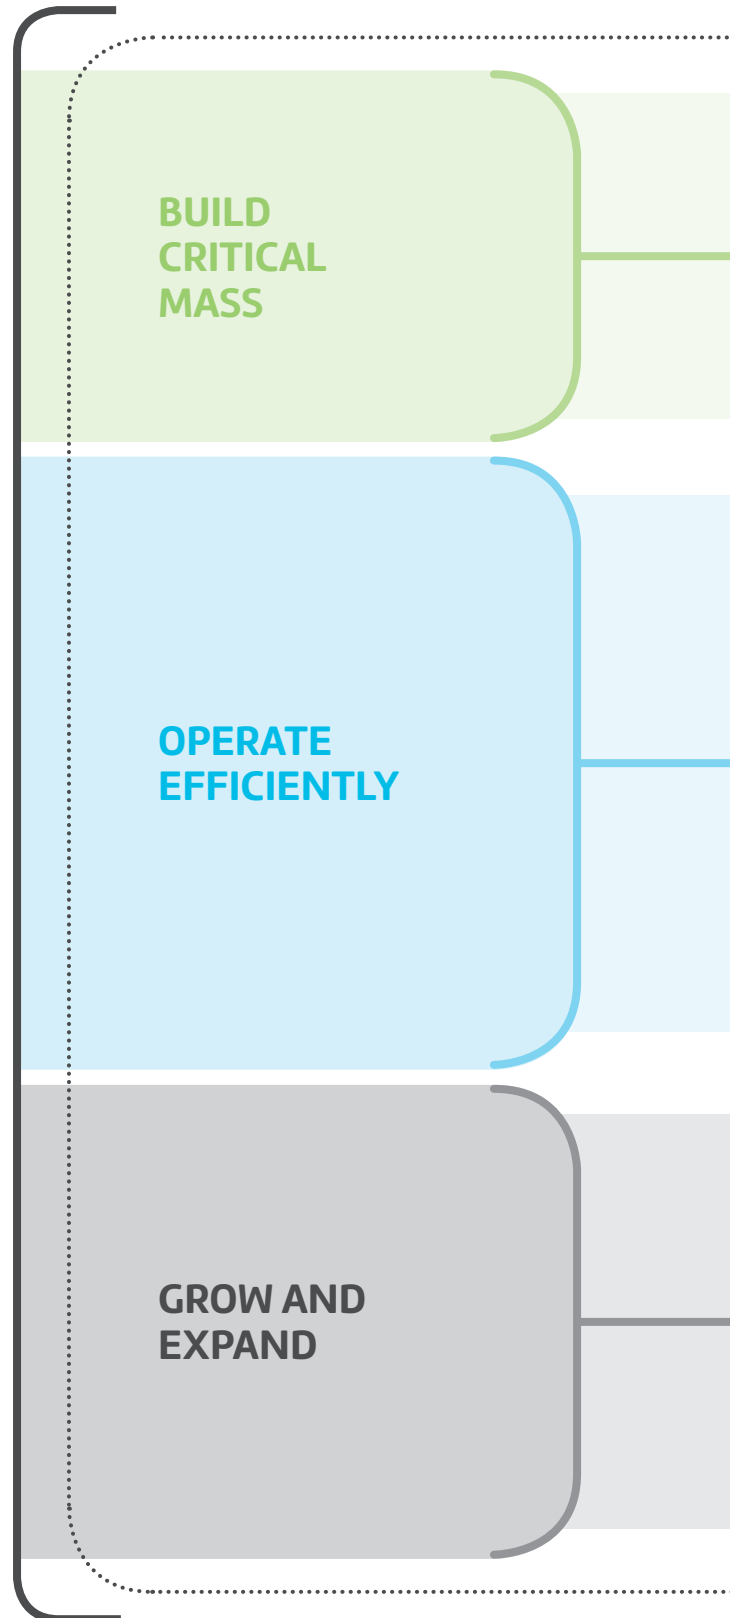 BUILD
CRITICAL
MASS
OPERATE
EFFICIENTLY
GROW AND
EXPAND